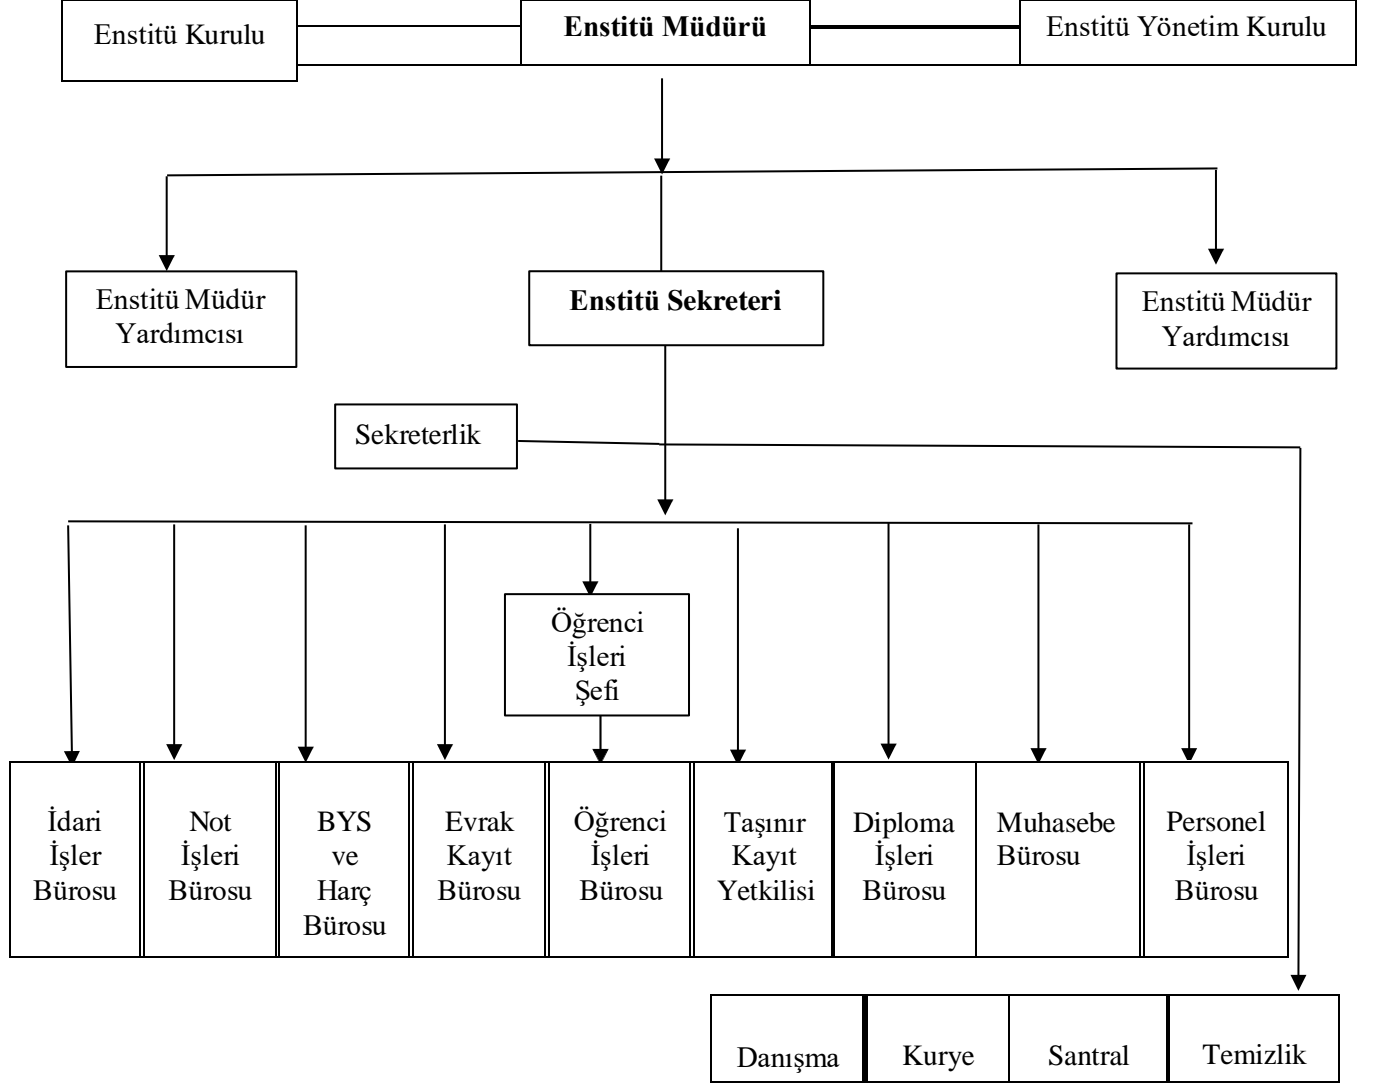 Enstitü Kurulu
Enstitü Müdürü
Enstitü Yönetim Kurulu
Enstitü Müdür
Yardımcısı
Enstitü Sekreteri
Enstitü Müdür
Yardımcısı
Sekreterlik
Öğrenci
İşleri
Şefi
İdari
İşler
Bürosu
Not
İşleri
Bürosu
BYS
ve
Harç
Bürosu
Evrak
Kayıt
Bürosu
Öğrenci
İşleri
Bürosu
Taşınır
Kayıt
Yetkilisi
Diploma
İşleri
Bürosu
Muhasebe
Bürosu
Personel
İşleri
Bürosu
Danışma
Kurye
Santral
Temizlik